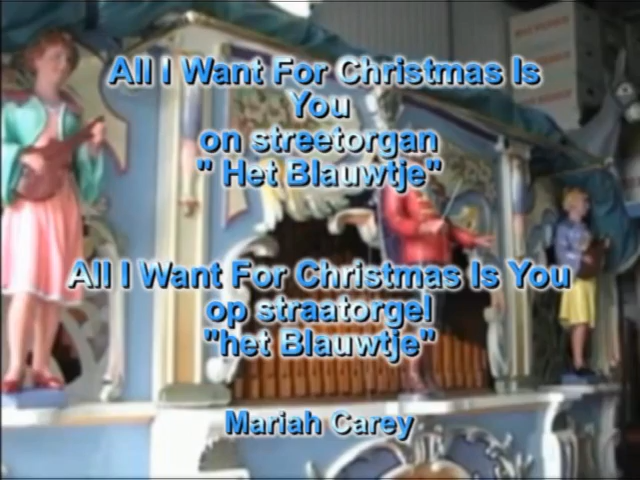 All I Want For Christmas Is
You
on streetorgan
" Het Blauwtje"
All I Want For Christmas Is You
op straatorgel
"het Blauwtje"
Mariah Carey